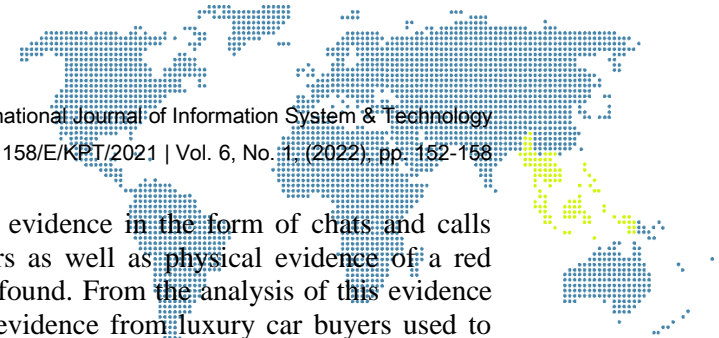 national Journal of Information System & Technology
158/E/KPT/2021 | Vol. 6, No. 1, (2022), pp. 152-158
evidence in the form of chats and calls
rs as well as physical evidence of a red
found. From the analysis of this evidence
evidence from luxury car buyers used to